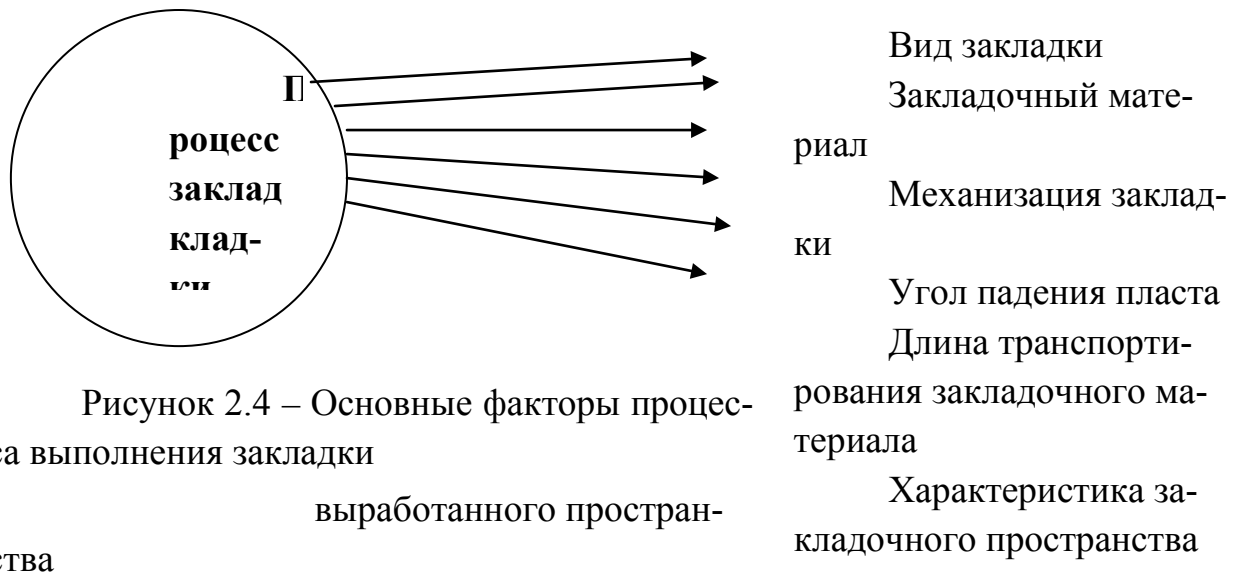 П
роцесс
заклад
клад-
ки
Рисунок 2.4 – Основные факторы процес-
са выполнения закладки
выработанного простран-
ства
Вид закладки
Закладочный мате-
риал
Механизация заклад-
ки
Угол падения пласта
Длина транспорти-
рования закладочного ма-
териала
Характеристика за-
кладочного пространства